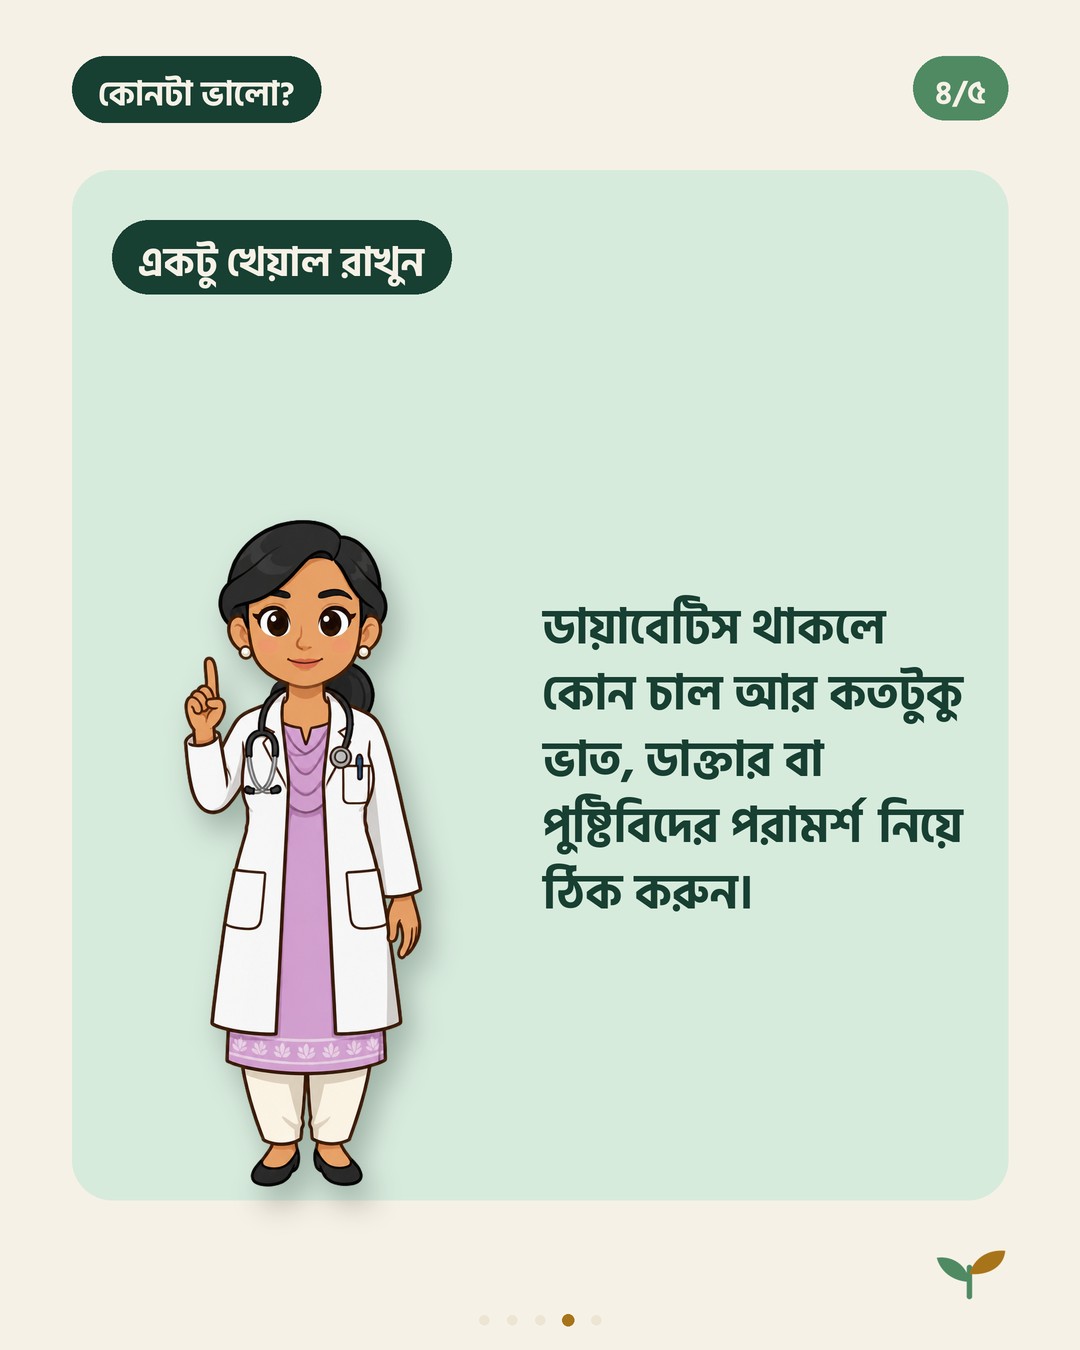 কোনটা ভালো?
৪/৫
একটু খেয়াল রাখুন
ডায়াবেটিস থাকলে
কোন চাল আর কতটুকু
ভাত, ডাক্তার বা
পুষ্টিবিদের পরামর্শ নিয়ে
ঠিক করুন।